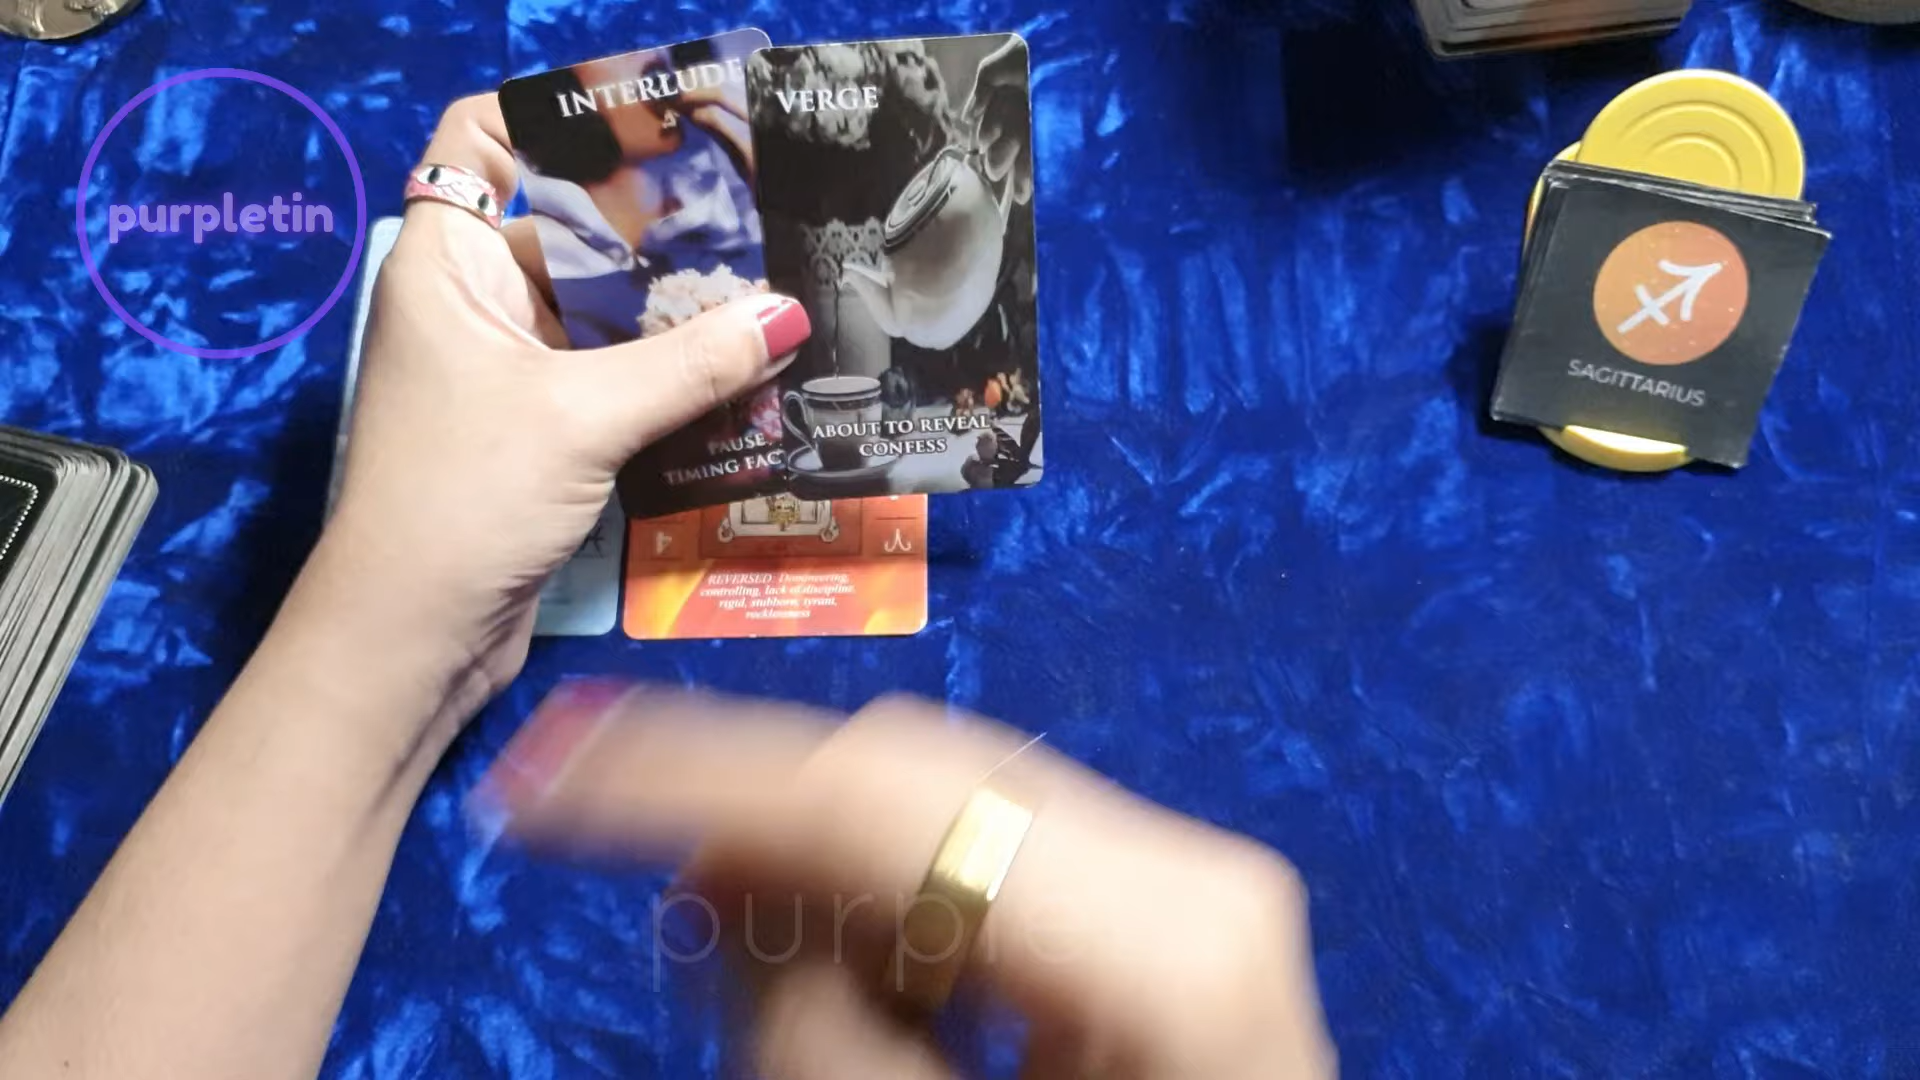 purpletin
INTERLUDE
PAUSE
TIMING
VERGE
ABOUT TO REVEAL
CONFESS
SAGITTARIUS
REVERSED: Domineering,
controlling, lack of discipline,
rigid, stubborn, tyrant,
recklessness